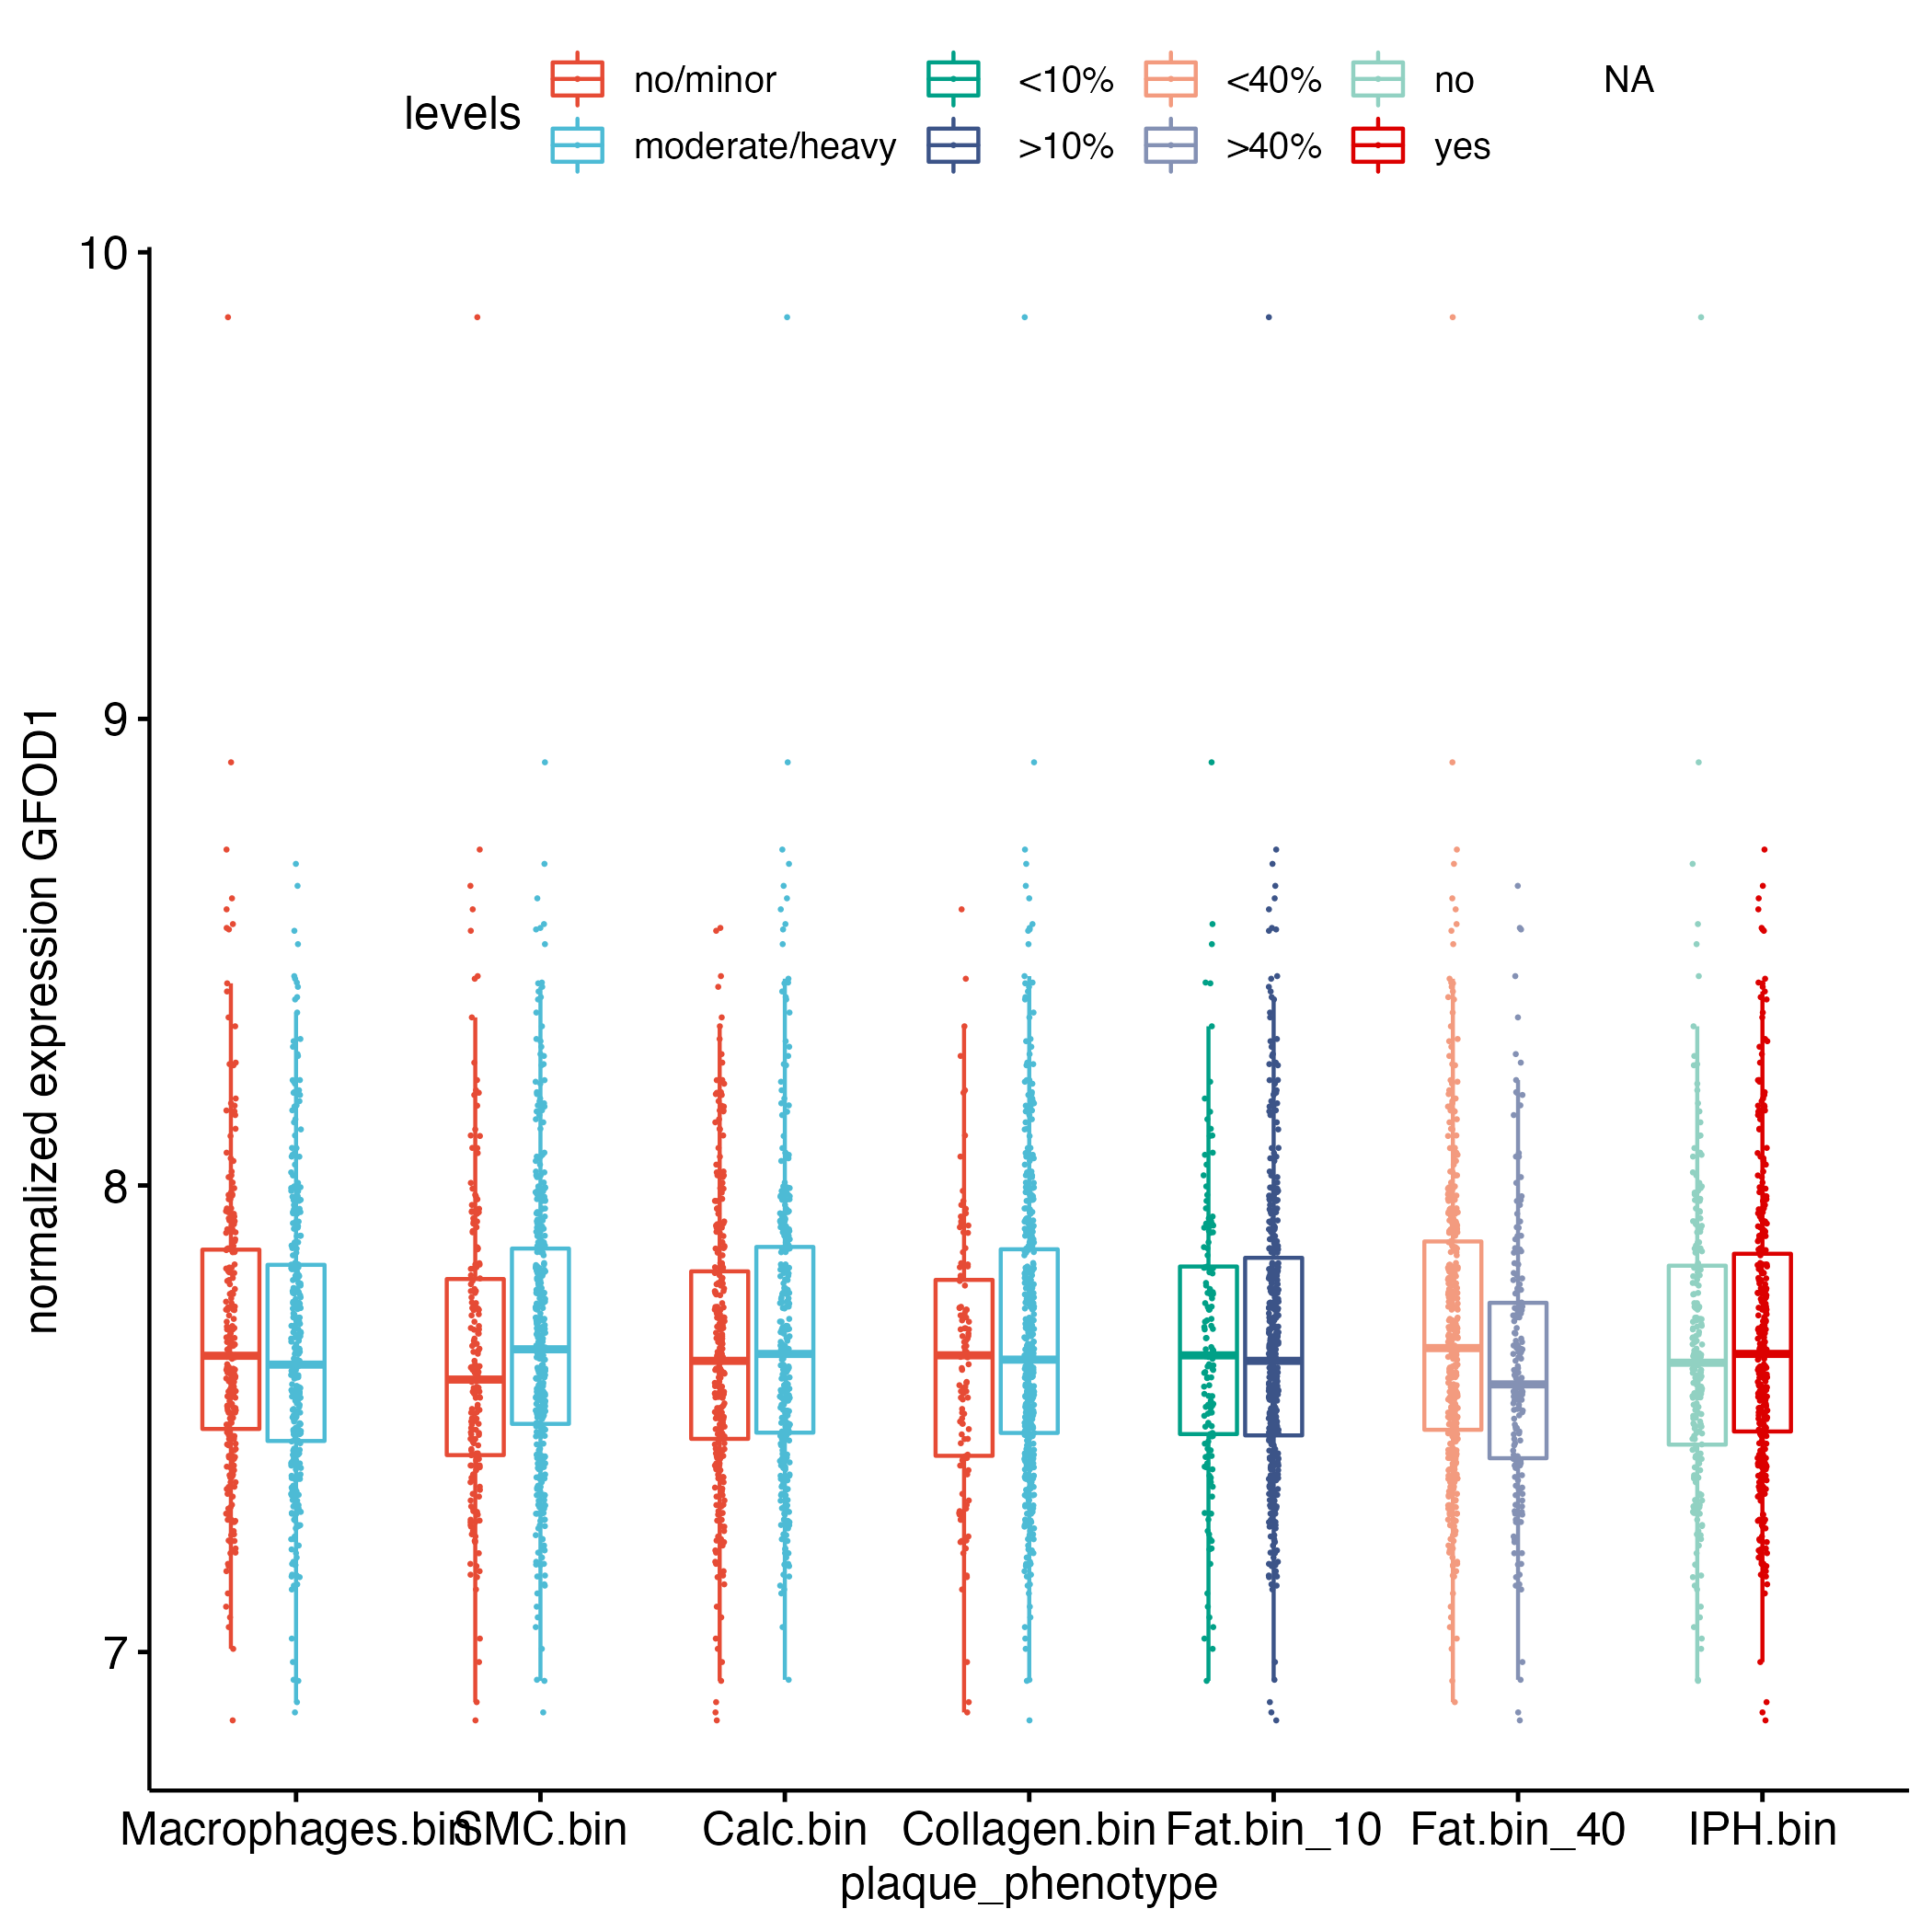 levels
no/minor <10% <40% no NA
moderate/heavy >10% >40% yes
normalized expression GFOD1
10
9
8
7
Macrophages.bin SMC.bin Calc.bin Collagen.bin Fat.bin_10 Fat.bin_40 IPH.bin
plaque_phenotype